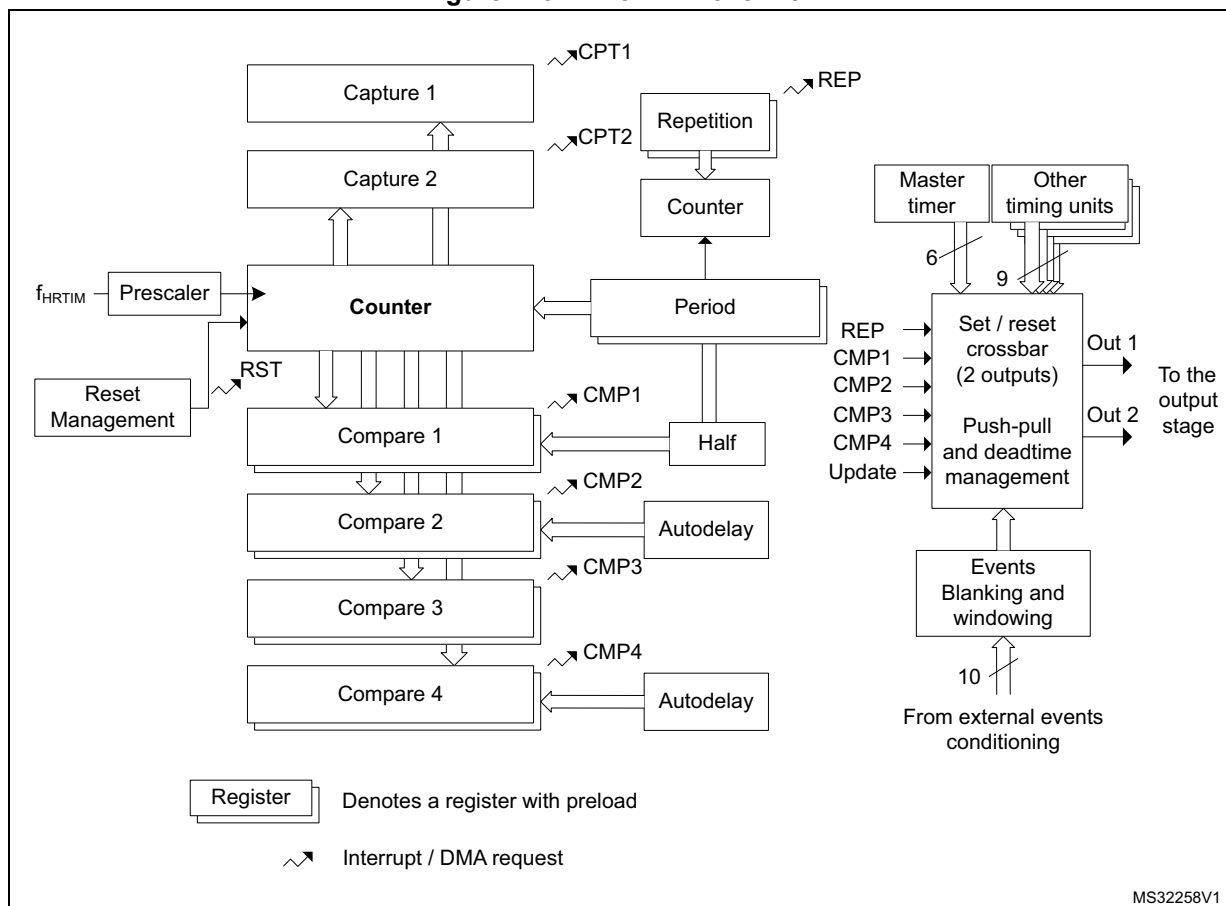 CPT1
Capture 1
REP
Repetition
CPT2
Capture 2
Counter
Master
timer
Other
timing units
6
9
fHRTIM
Prescaler
Counter
Period
REP
CMP1
CMP2
CMP3
CMP4
Update
Set / reset
crossbar
(2 outputs)
Push-pull
and deadtime
management
Out 1
Out 2
To the
output
stage
RST
Reset
Management
CMP1
Compare 1
Half
CMP2
Compare 2
Autodelay
CMP3
Compare 3
Events
Blanking and
windowing
CMP4
Compare 4
Autodelay
10
From external events
conditioning
Register
Denotes a register with preload
Interrupt / DMA request
MS32258V1